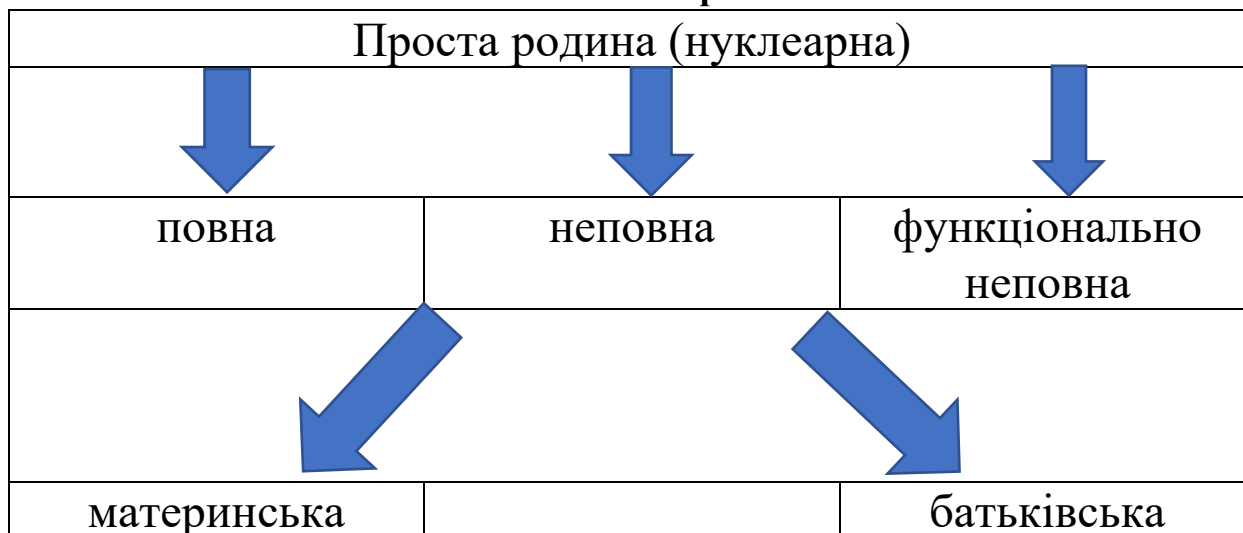 Проста родина (нуклеарна)
повна
неповна
функціонально
неповна
материнська
батьківська